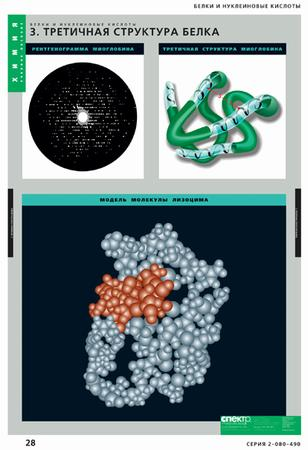 БЕЛКИ И НУКЛЕИНОВЫЕ КИСЛОТЫ
ХИМИЯ
БЕЛКИ И НУКЛЕИНОВЫЕ КИСЛОТЫ
3. ТРЕТИЧНАЯ СТРУКТУРА БЕЛКА
РЕНТГЕНОГРАММА МИОГЛОБИНА
ТРЕТИЧНАЯ СТРУКТУРА МИОГЛОБИНА
МОДЕЛЬ МОЛЕКУЛЫ ЛИЗОЦИМА
спектр
28
СЕРИЯ 2-080-490